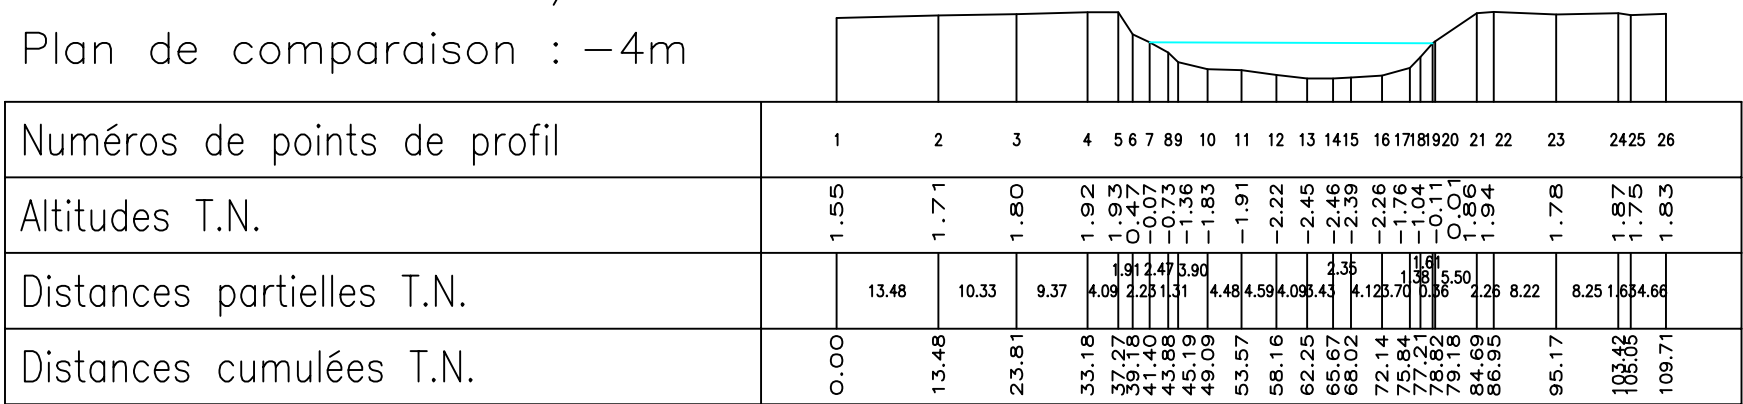 Plan de comparaison : −4m
Numéros de points de profil 1 2 3 4 5 6 7 8 9 10 11 12 13 14 15 16 17 18 19 20 21 22 23 24 25 26
Altitudes T.N. 1.55 1.71 1.80 1.92 1.93 0.47 −0.07 −0.73 −1.36 −1.83 −1.91 −2.22 −2.45 −2.46 −2.39 −2.26 −1.76 −1.04 −0.11 0.01 1.86 1.94 1.78 1.87 1.75 1.83
Distances partielles T.N. 13.48 10.33 9.37 4.09 1.91 2.23 2.47 1.31 3.90 4.48 4.59 4.09 3.43 2.35 4.12 3.70 1.38 1.61 0.36 5.50 2.26 8.22 8.25 1.63 4.66
Distances cumulées T.N. 0.00 13.48 23.81 33.18 37.27 39.18 41.40 43.88 45.19 49.09 53.57 58.16 62.25 65.67 68.02 72.14 75.84 77.21 78.82 79.18 84.69 86.95 95.17 103.42 105.05 109.71